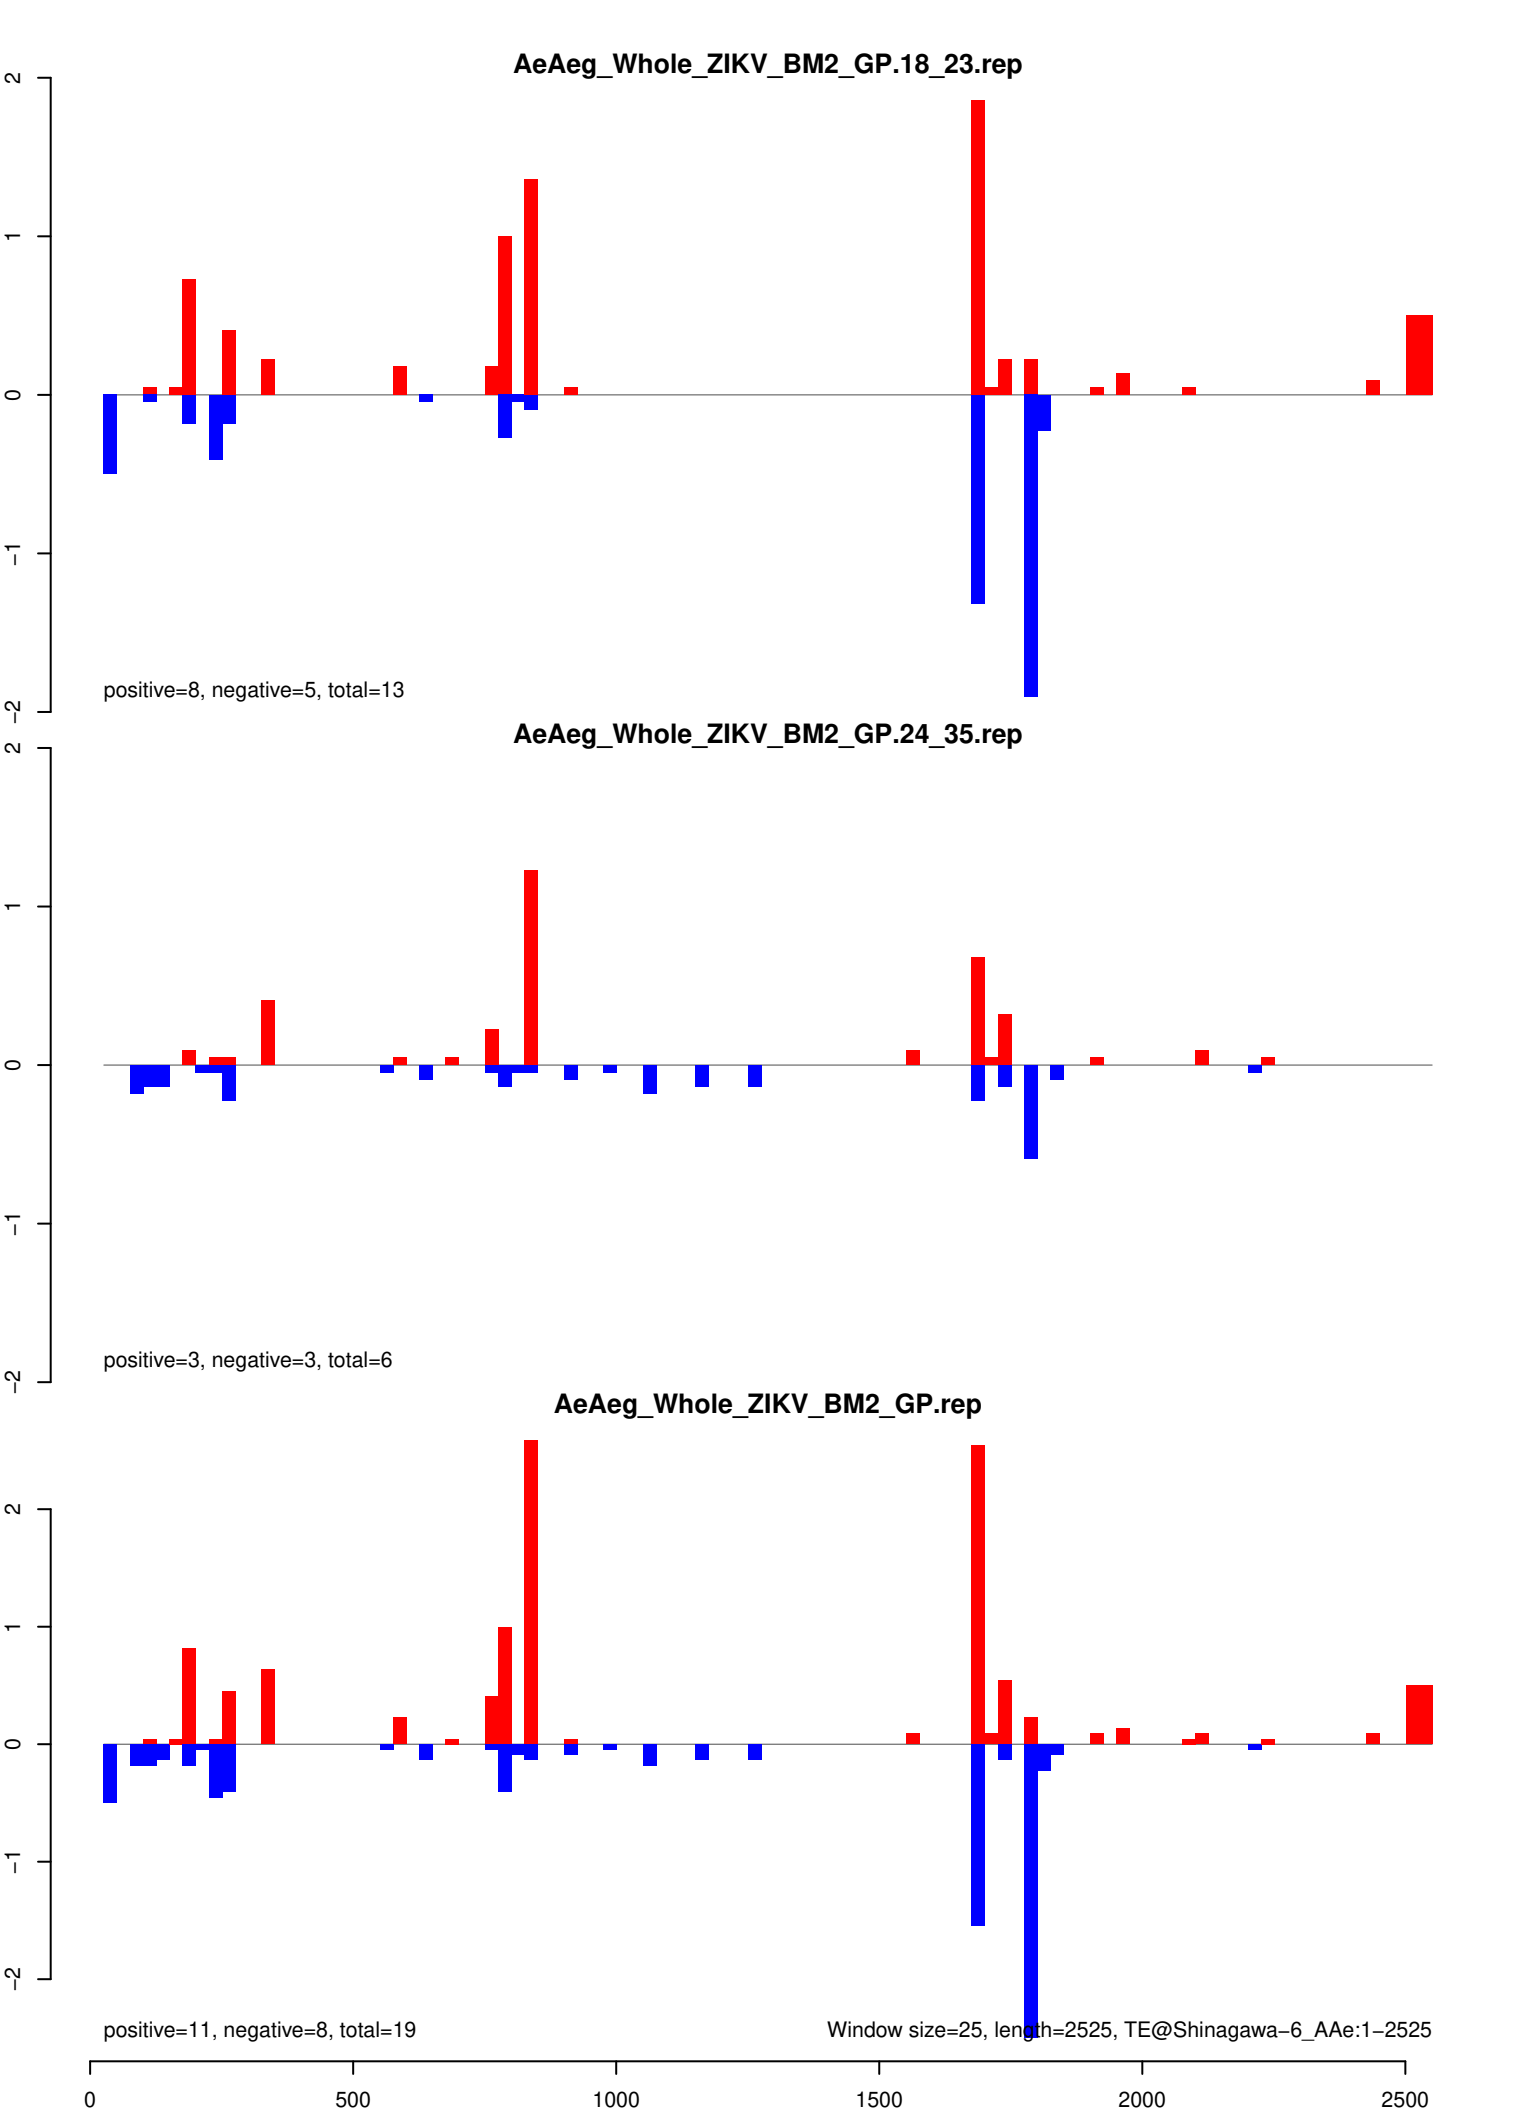 AeAeg_Whole_ZIKV_BM2_GP.18_23.rep
2
1
0
−1
−2
positive=8, negative=5, total=13
AeAeg_Whole_ZIKV_BM2_GP.24_35.rep
2
1
0
−1
−2
positive=3, negative=3, total=6
AeAeg_Whole_ZIKV_BM2_GP.rep
2
1
0
−1
−2
positive=11, negative=8, total=19
Window size=25, length=2525, TE@Shinagawa−6_AAe:1−2525
0 500 1000 1500 2000 2500